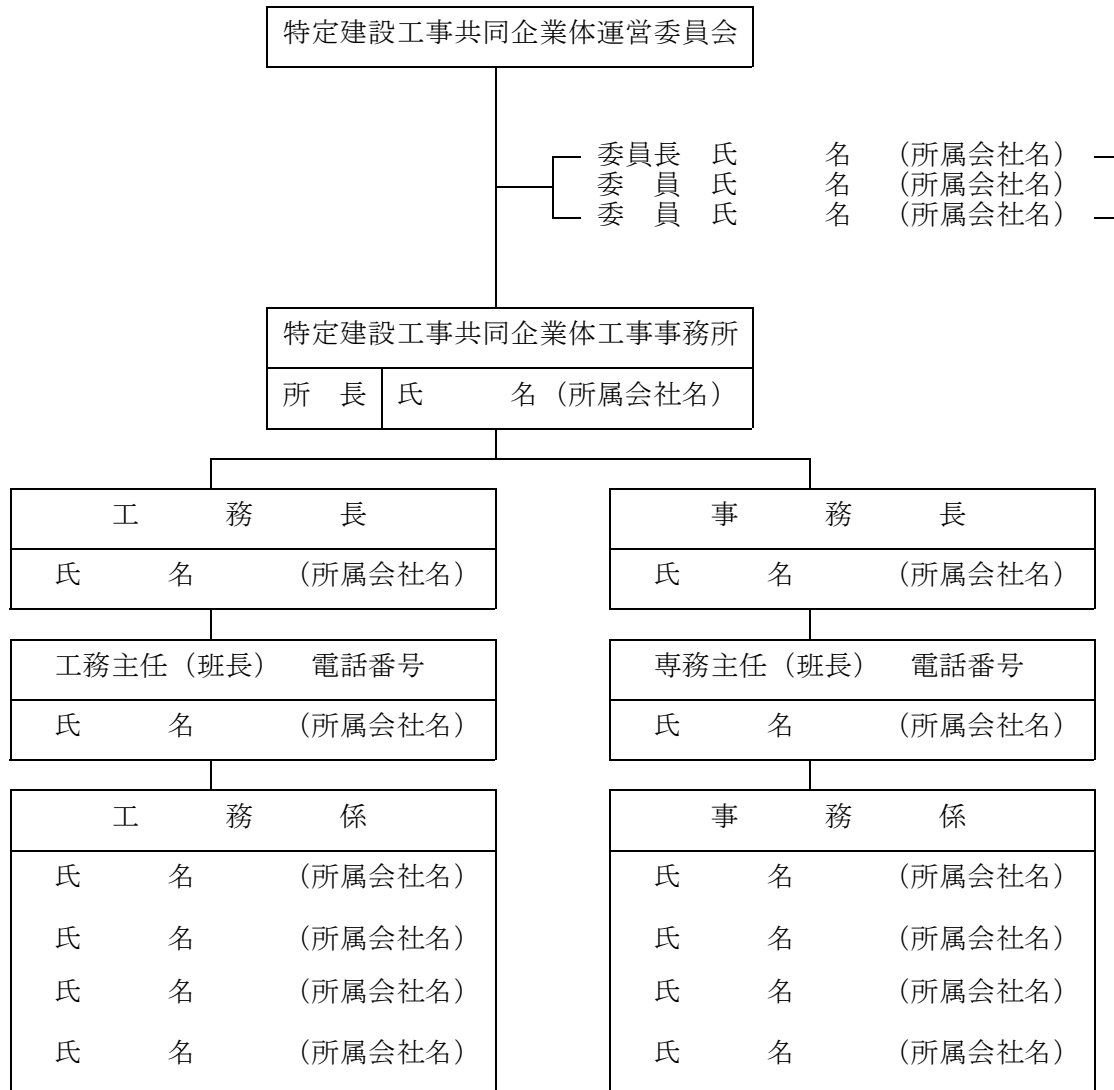 特定建設工事共同企業体運営委員会
委員長 氏 名 (所属会社名)
委 員 氏 名 (所属会社名)
委 員 氏 名 (所属会社名)
特定建設工事共同企業体工事事務所
所 長 氏 名 (所属会社名)
工 務 長
氏 名 (所属会社名)
工務主任（班長） 電話番号
氏 名 (所属会社名)
工 務 係
氏 名 (所属会社名)
氏 名 (所属会社名)
氏 名 (所属会社名)
氏 名 (所属会社名)
事 務 長
氏 名 (所属会社名)
専務主任（班長） 電話番号
氏 名 (所属会社名)
事 務 係
氏 名 (所属会社名)
氏 名 (所属会社名)
氏 名 (所属会社名)
氏 名 (所属会社名)